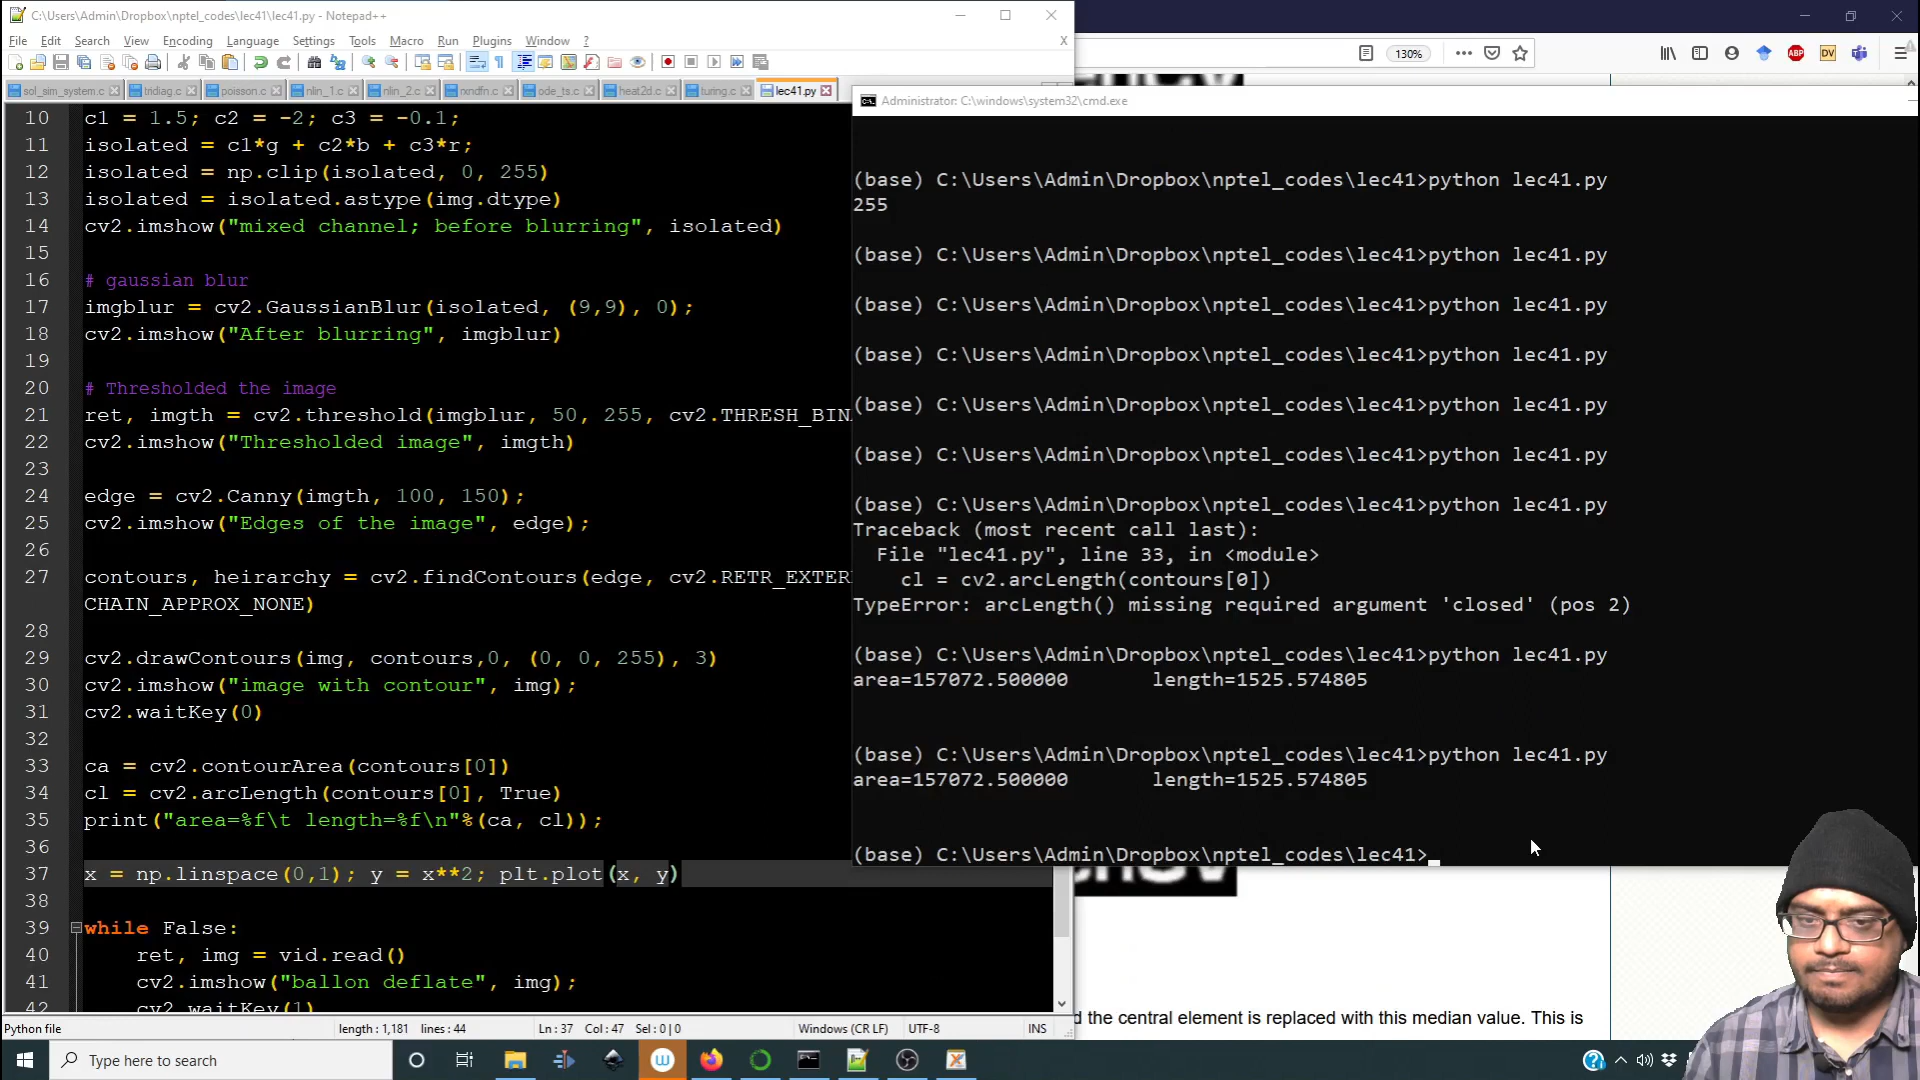 C:\Users\Admin\Dropbox\nptel_codes\lec41\lec41.py - Notepad++
File Edit Search View Encoding Language Settings Tools Macro Run Plugins Window ? X
sol_sim_system.c tridiag.c poisson.c nlin_1.c nlin_2.c rxndfn.c ode_ts.c heat2d.c turing.c lec41.py
10 c1 = 1.5; c2 = -2; c3 = -0.1;
11 isolated = c1*g + c2*b + c3*r;
12 isolated = np.clip(isolated, 0, 255)
13 isolated = isolated.astype(img.dtype)
14 cv2.imshow("mixed channel; before blurring", isolated)
15
16 # gaussian blur
17 imgblur = cv2.GaussianBlur(isolated, (9,9), 0);
18 cv2.imshow("After blurring", imgblur)
19
20 # Thresholded the image
21 ret, imgth = cv2.threshold(imgblur, 50, 255, cv2.THRESH_BIN
22 cv2.imshow("Thresholded image", imgth)
23
24 edge = cv2.Canny(imgth, 100, 150);
25 cv2.imshow("Edges of the image", edge);
26
27 contours, heirarchy = cv2.findContours(edge, cv2.RETR_EXTER
CHAIN_APPROX_NONE)
28
29 cv2.drawContours(img, contours,0, (0, 0, 255), 3)
30 cv2.imshow("image with contour", img);
31 cv2.waitKey(0)
32
33 ca = cv2.contourArea(contours[0])
34 cl = cv2.arcLength(contours[0], True)
35 print("area=%f\t length=%f\n"%(ca, cl));
36
37 x = np.linspace(0,1); y = x**2; plt.plot(x, y)
38
39 while False:
40 ret, img = vid.read()
41 cv2.imshow("ballon deflate", img);
42 cv2.waitKey(1)
Python file length : 1,181 lines : 44 Ln : 37 Col : 47 Sel : 0 | 0 Windows (CR LF) UTF-8 INS
130%
ABP DV
Administrator: C:\windows\system32\cmd.exe
(base) C:\Users\Admin\Dropbox\nptel_codes\lec41>python lec41.py
255
(base) C:\Users\Admin\Dropbox\nptel_codes\lec41>python lec41.py
(base) C:\Users\Admin\Dropbox\nptel_codes\lec41>python lec41.py
(base) C:\Users\Admin\Dropbox\nptel_codes\lec41>python lec41.py
(base) C:\Users\Admin\Dropbox\nptel_codes\lec41>python lec41.py
(base) C:\Users\Admin\Dropbox\nptel_codes\lec41>python lec41.py
(base) C:\Users\Admin\Dropbox\nptel_codes\lec41>python lec41.py
Traceback (most recent call last):
File "lec41.py", line 33, in <module>
cl = cv2.arcLength(contours[0])
TypeError: arcLength() missing required argument 'closed' (pos 2)
(base) C:\Users\Admin\Dropbox\nptel_codes\lec41>python lec41.py
area=157072.500000 length=1525.574805
(base) C:\Users\Admin\Dropbox\nptel_codes\lec41>python lec41.py
area=157072.500000 length=1525.574805
(base) C:\Users\Admin\Dropbox\nptel_codes\lec41>
d the central element is replaced with this median value. This is
Type here to search